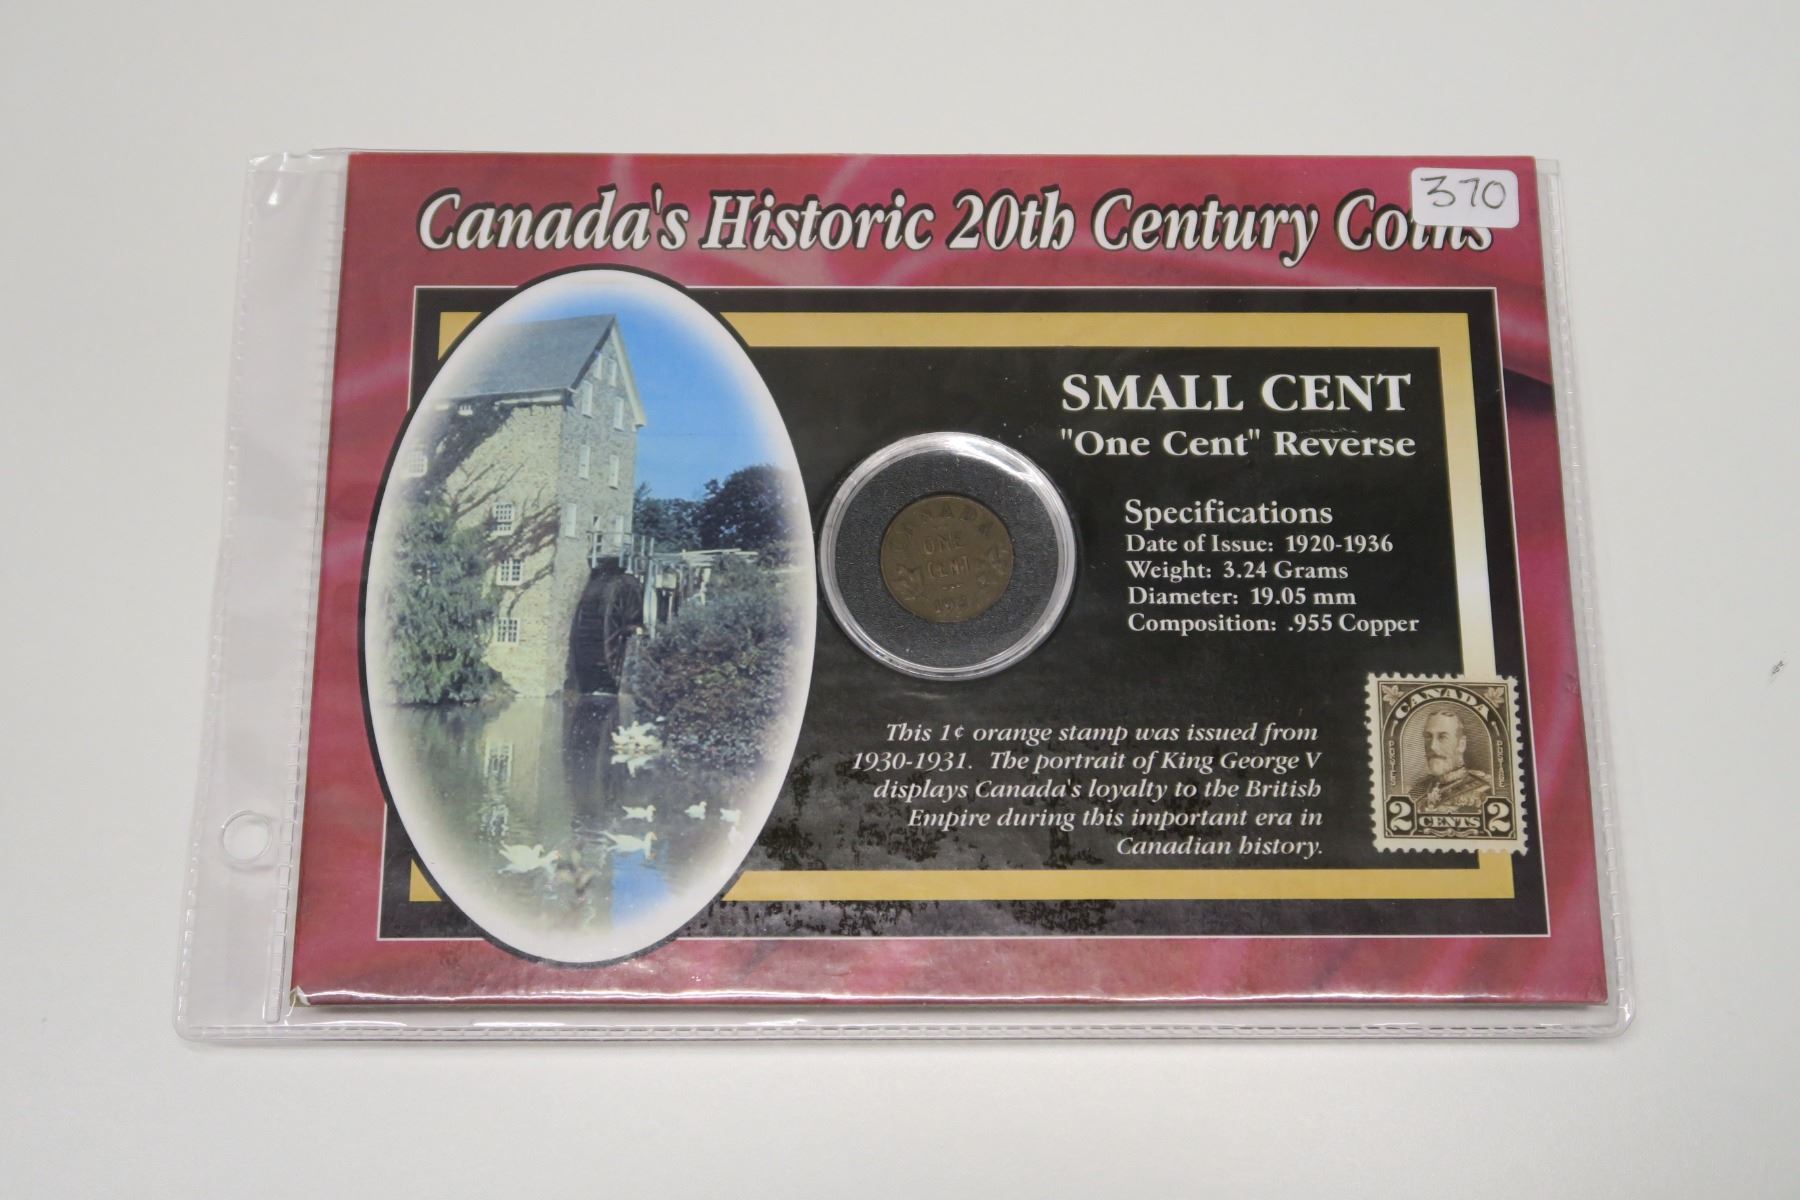 Canada's Historic 20th Century Coins
370
SMALL CENT
"One Cent" Reverse
Specifications
Date of Issue: 1920-1936
Weight: 3.24 Grams
Diameter: 19.05 mm
Composition: .955 Copper
CANADA
ONE
CENT
This 1¢ orange stamp was issued from
1930-1931. The portrait of King George V
displays Canada's loyalty to the British
Empire during this important era in
Canadian history.
CANADA
POSTES
POSTAGE
2 CENTS 2